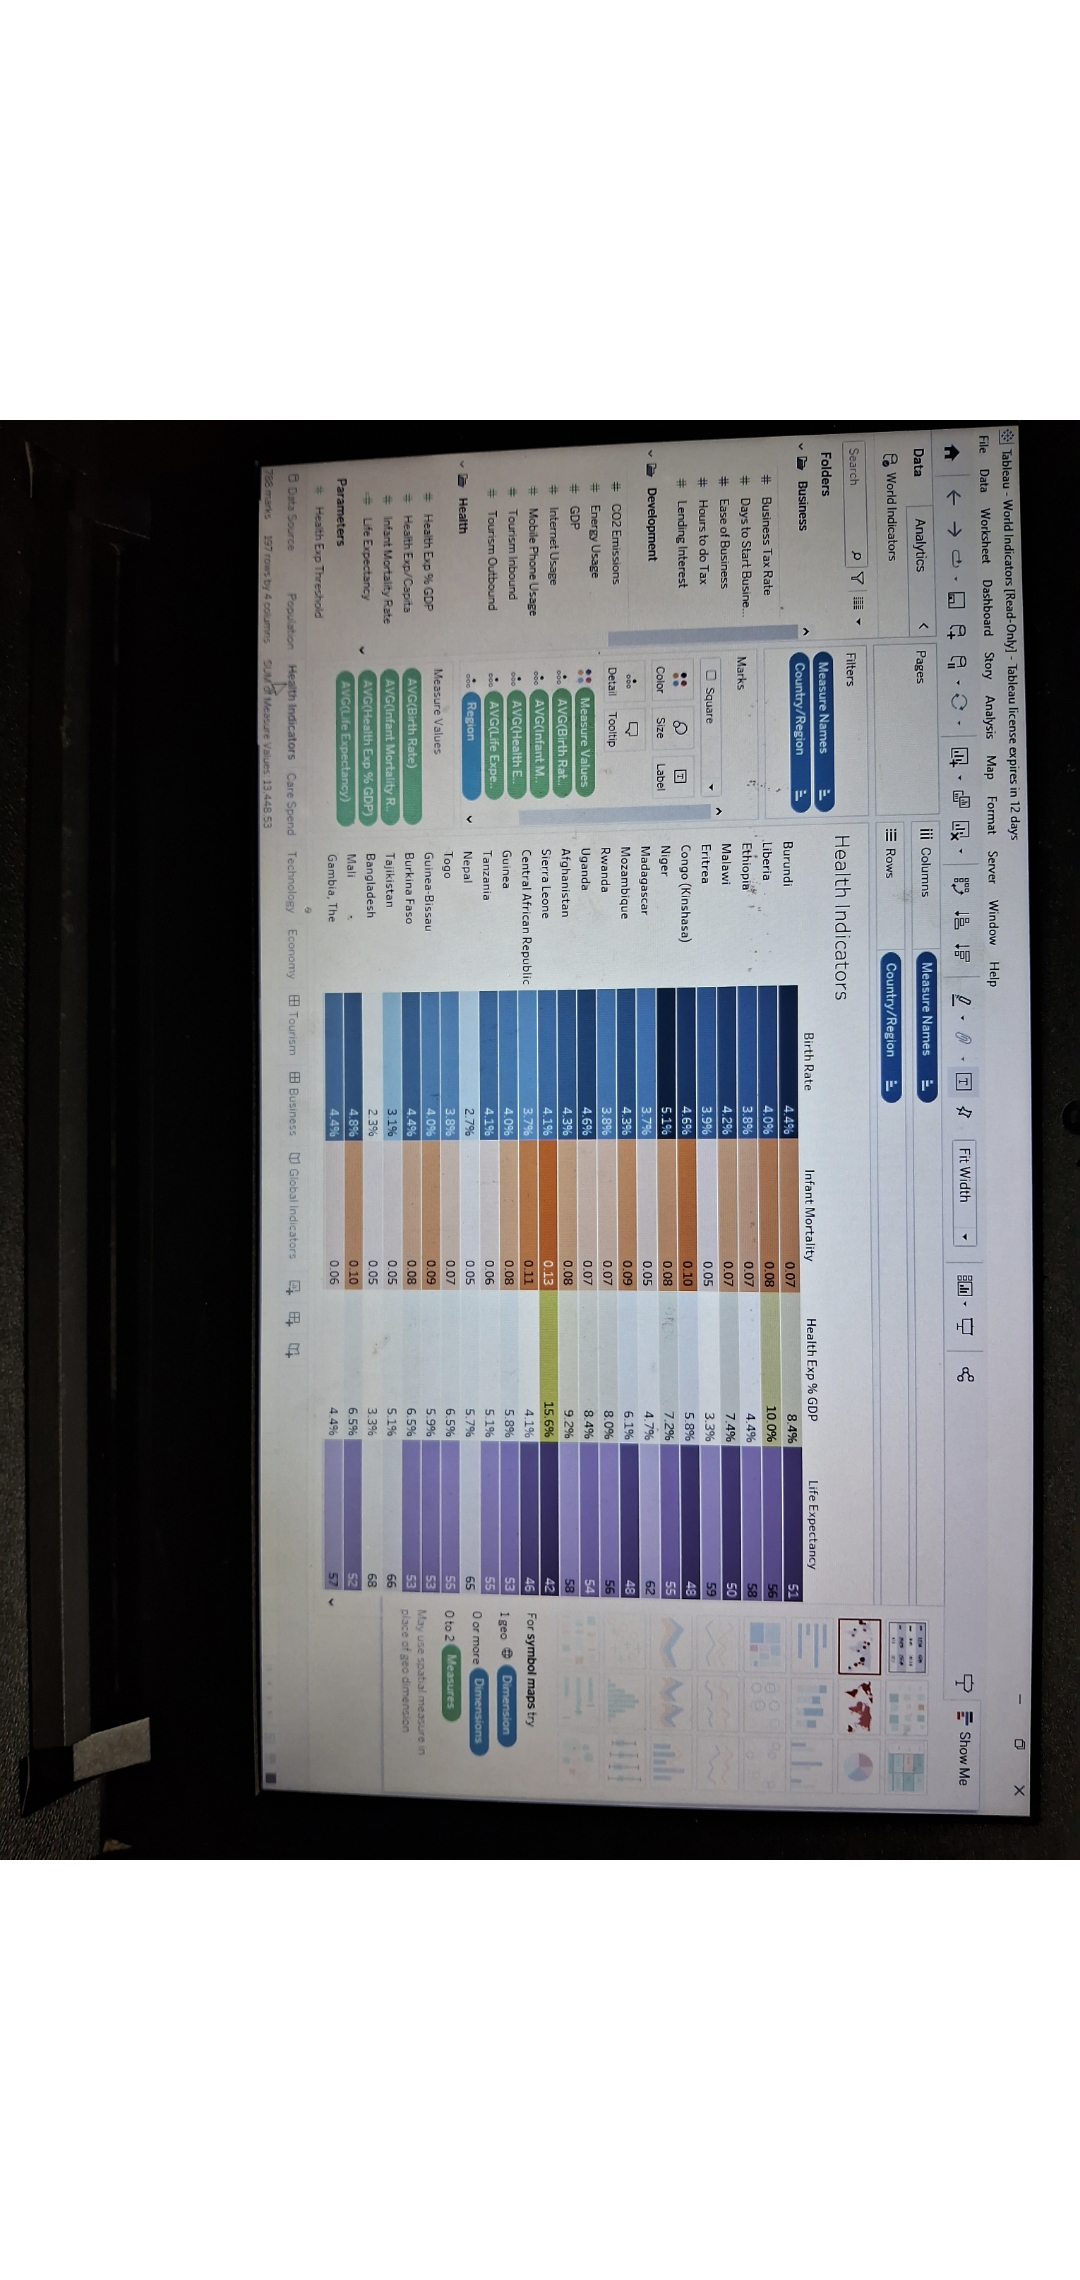 Tableau - World Indicators [Read-Only] - Tableau license expires in 12 days
File Data Worksheet Dashboard Story Analysis Map Format Server Window Help
Fit Width
Show Me
Data Analytics <
World Indicators
Search
Folders
Business
# Business Tax Rate
# Days to Start Busine...
# Ease of Business
# Hours to do Tax
# Lending Interest
Development
# CO2 Emissions
# Energy Usage
# GDP
# Internet Usage
# Mobile Phone Usage
# Tourism Inbound
# Tourism Outbound
Health
# Health Exp % GDP
# Health Exp/Capita
# Infant Mortality Rate
# Life Expectancy
Parameters
# Health Exp Threshold
Pages
Filters
Measure Names
Country/Region
Marks
Square
Color Size Label
Detail Tooltip
Measure Values
AVG(Birth Rat..
AVG(Infant M..
AVG(Health E..
AVG(Life Expe..
Region
Measure Values
AVG(Birth Rate)
AVG(Infant Mortality R..
AVG(Health Exp % GDP)
AVG(Life Expectancy)
Columns Measure Names
Rows Country/Region
Health Indicators
Birth Rate Infant Mortality Health Exp % GDP Life Expectancy
Burundi 4.4% 0.07 8.4% 51
Liberia 4.0% 0.08 10.0% 56
Ethiopia 3.8% 0.07 4.4% 58
Malawi 4.2% 0.07 7.4% 50
Eritrea 3.9% 0.05 3.3% 59
Congo (Kinshasa) 4.6% 0.10 5.8% 48
Niger 5.1% 0.08 7.2% 55
Madagascar 3.7% 0.05 4.7% 62
Mozambique 4.3% 0.09 6.1% 48
Rwanda 3.8% 0.07 8.0% 56
Uganda 4.6% 0.07 8.4% 54
Afghanistan 4.3% 0.08 9.2% 58
Sierra Leone 4.1% 0.13 15.6% 42
Central African Republic 3.7% 0.11 4.1% 46
Guinea 4.0% 0.08 5.8% 53
Tanzania 4.1% 0.06 5.1% 55
Nepal 2.7% 0.05 5.7% 65
Togo 3.8% 0.07 6.5% 55
Guinea-Bissau 4.0% 0.09 5.9% 53
Burkina Faso 4.4% 0.08 6.5% 53
Tajikistan 3.1% 0.05 5.1% 66
Bangladesh 2.3% 0.05 3.3% 68
Mali 4.8% 0.10 6.5% 52
Gambia, The 4.4% 0.06 4.4% 57
For symbol maps try
1 geo Dimension
0 or more Dimensions
0 to 2 Measures
May use spatial measure in
place of geo dimension
Data Source Population Health Indicators Care Spend Technology Economy Tourism Business Global Indicators
788 marks 197 rows by 4 columns SUM of Measure Values: 13,448.53